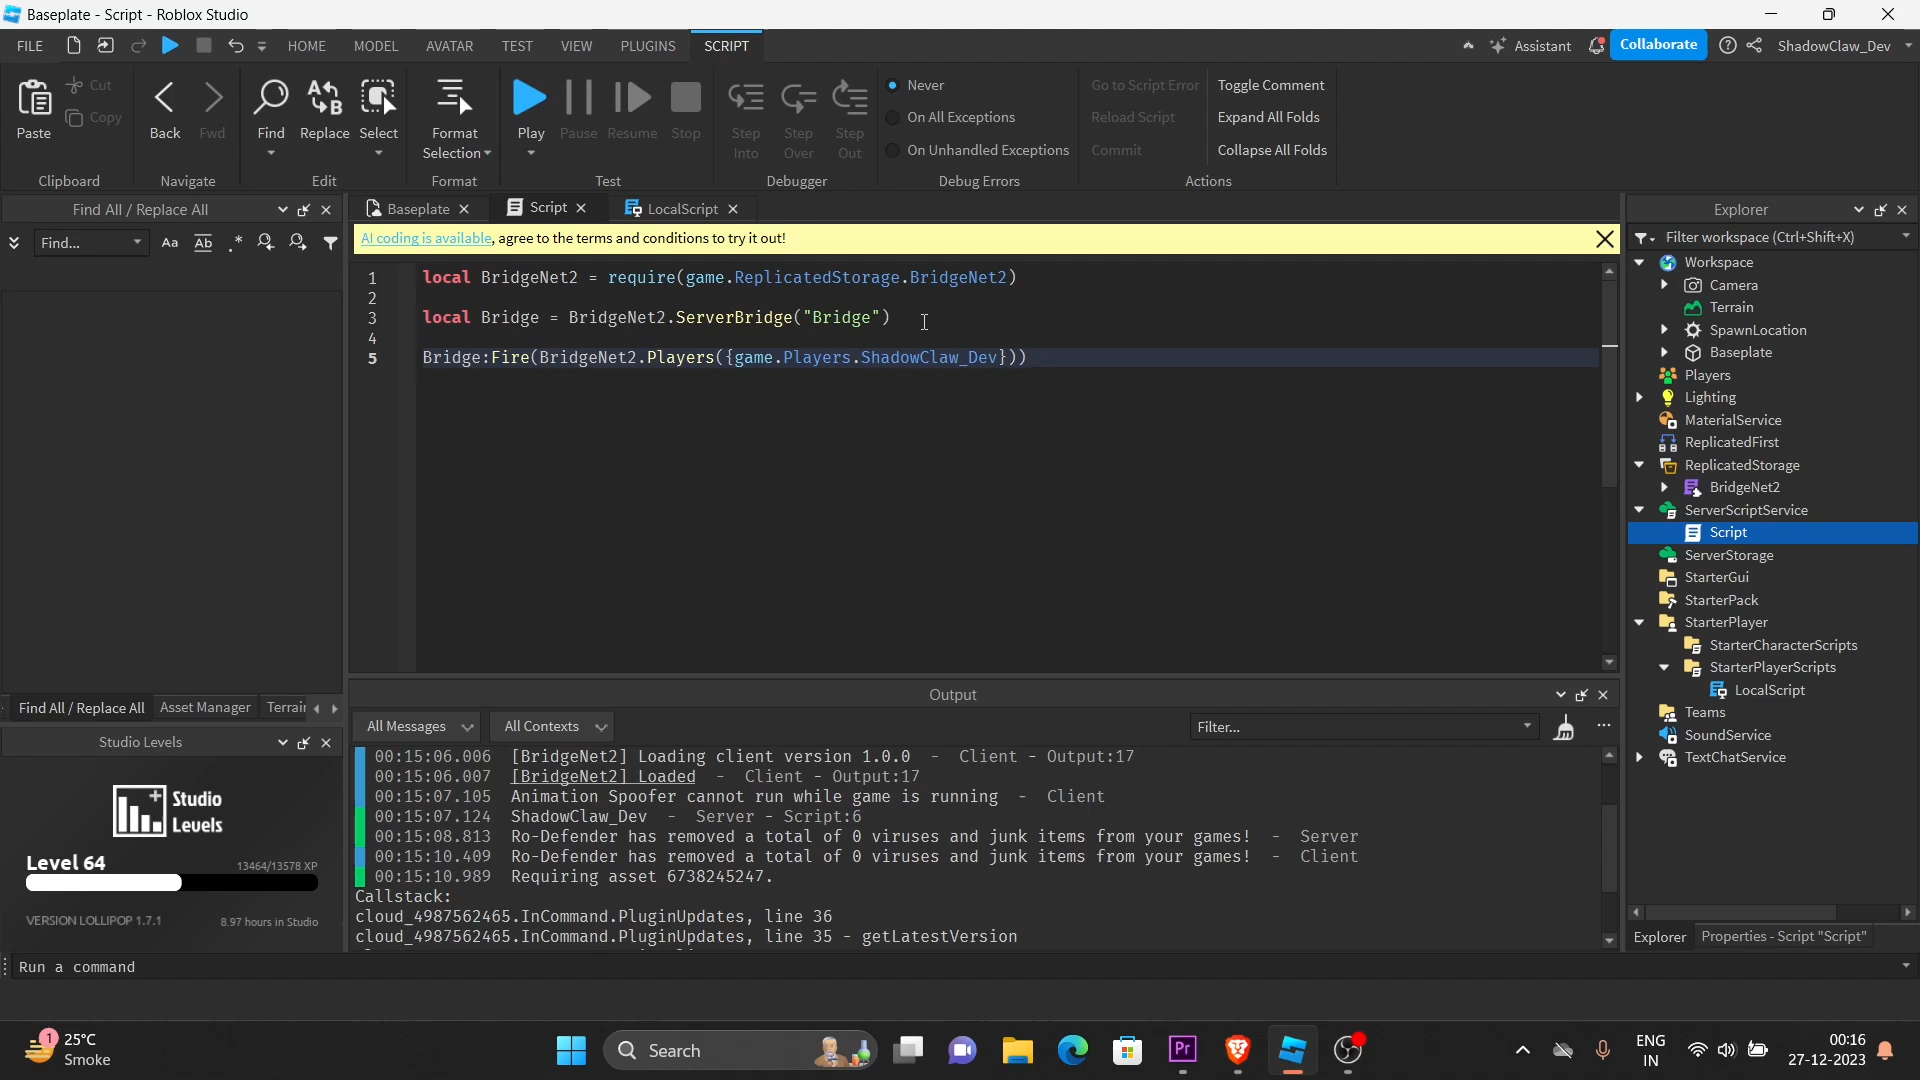 Baseplate - Script - Roblox Studio
FILE HOME MODEL AVATAR TEST VIEW PLUGINS SCRIPT Assistant Collaborate ShadowClaw_Dev
Paste Cut Copy
Clipboard
Back Fwd
Navigate
Find Replace Select
Edit
Format Selection
Format
Play Pause Resume Stop
Test
Step Into Step Over Step Out
Debugger
Never
On All Exceptions
On Unhandled Exceptions
Debug Errors
Go to Script Error
Reload Script
Commit
Toggle Comment
Expand All Folds
Collapse All Folds
Actions
Find All / Replace All
Find... Aa Ab .*
Baseplate Script LocalScript
AI coding is available, agree to the terms and conditions to try it out!
1 local BridgeNet2 = require(game.ReplicatedStorage.BridgeNet2)
2
3 local Bridge = BridgeNet2.ServerBridge("Bridge")
4
5 Bridge:Fire(BridgeNet2.Players({game.Players.ShadowClaw_Dev}))
Explorer
Filter workspace (Ctrl+Shift+X)
Workspace
Camera
Terrain
SpawnLocation
Baseplate
Players
Lighting
MaterialService
ReplicatedFirst
ReplicatedStorage
BridgeNet2
ServerScriptService
Script
ServerStorage
StarterGui
StarterPack
StarterPlayer
StarterCharacterScripts
StarterPlayerScripts
LocalScript
Teams
SoundService
TextChatService
Explorer Properties - Script "Script"
Find All / Replace All Asset Manager Terrai
Studio Levels
Studio
Levels
Level 64 13464/13578 XP
VERSION LOLLIPOP 1.7.1 8.97 hours in Studio
Output
All Messages All Contexts Filter...
00:15:06.006 [BridgeNet2] Loading client version 1.0.0 - Client - Output:17
00:15:06.007 [BridgeNet2] Loaded - Client - Output:17
00:15:07.105 Animation Spoofer cannot run while game is running - Client
00:15:07.124 ShadowClaw_Dev - Server - Script:6
00:15:08.813 Ro-Defender has removed a total of 0 viruses and junk items from your games! - Server
00:15:10.409 Ro-Defender has removed a total of 0 viruses and junk items from your games! - Client
00:15:10.989 Requiring asset 6738245247.
Callstack:
cloud_4987562465.InCommand.PluginUpdates, line 36
cloud_4987562465.InCommand.PluginUpdates, line 35 - getLatestVersion
Run a command
1 25°C
Smoke
Search
Pr
ENG
IN
00:16
27-12-2023